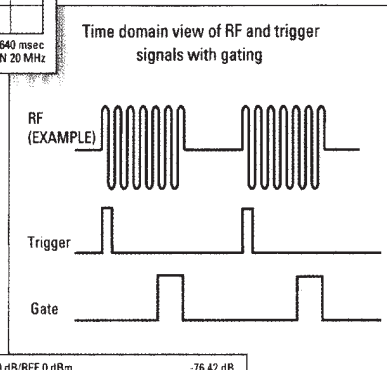 640 msec
N 20 MHz
Time domain view of RF and trigger
signals with gating
RF
(EXAMPLE)
Trigger
Gate
0 dB/REF 0 dBm
-76.42 dB